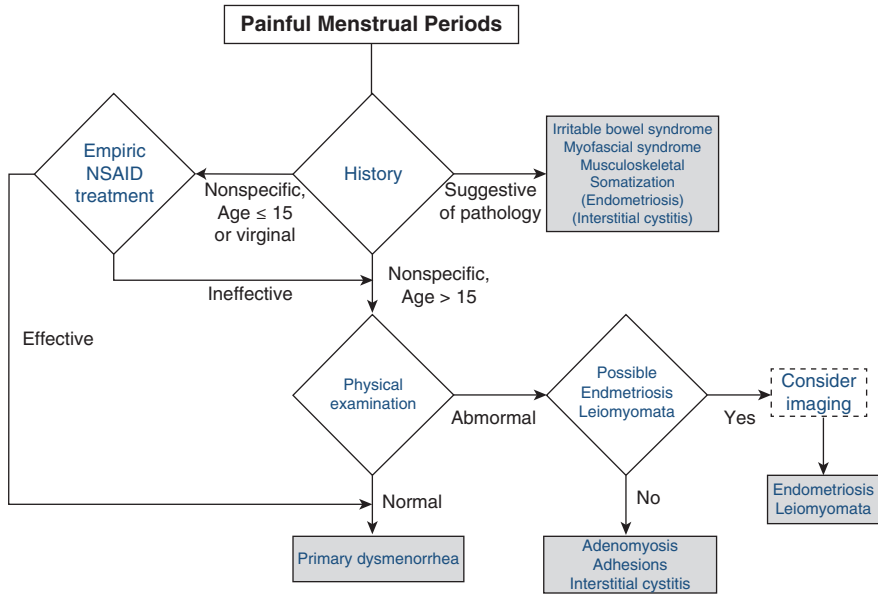 Painful Menstrual Periods
Empiric
NSAID
treatment
History
Irritable bowel syndrome
Myofascial syndrome
Musculoskeletal
Somatization
(Endometriosis)
(Interstitial cystitis)
Nonspecific,
Age ≤ 15
or virginal
Suggestive
of pathology
Ineffective
Nonspecific,
Age > 15
Effective
Physical
examination
Abmormal
Possible
Endmetriosis
Leiomyomata
Yes
Consider
imaging
Normal
No
Endometriosis
Leiomyomata
Primary dysmenorrhea
Adenomyosis
Adhesions
Interstitial cystitis